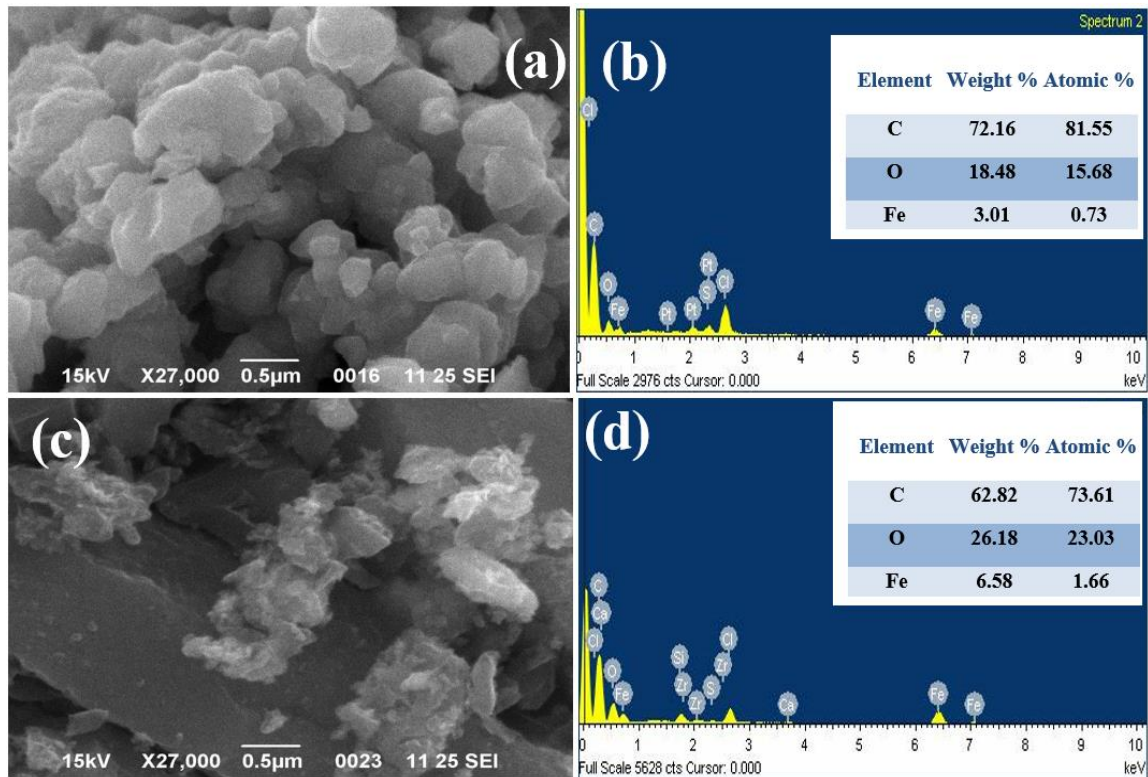 (a)
15kV X27,000 0.5µm 0016 11 25 SEI
(b)
Spectrum 2
Element Weight % Atomic %
C 72.16 81.55
O 18.48 15.68
Fe 3.01 0.73
Cl
C
O
Fe
Pt
Pt
Pt
S
Cl
Fe
Fe
0 1 2 3 4 5 6 7 8 9 10
Full Scale 2976 cts Cursor: 0.000
keV
(c)
15kV X27,000 0.5µm 0023 11 25 SEI
(d)
Element Weight % Atomic %
C 62.82 73.61
O 26.18 23.03
Fe 6.58 1.66
C
Ca
Cl
O
Fe
Si
Zr
Zr
S
Zr
Cl
Ca
Fe
Fe
0 1 2 3 4 5 6 7 8 9 10
Full Scale 5628 cts Cursor: 0.000
keV